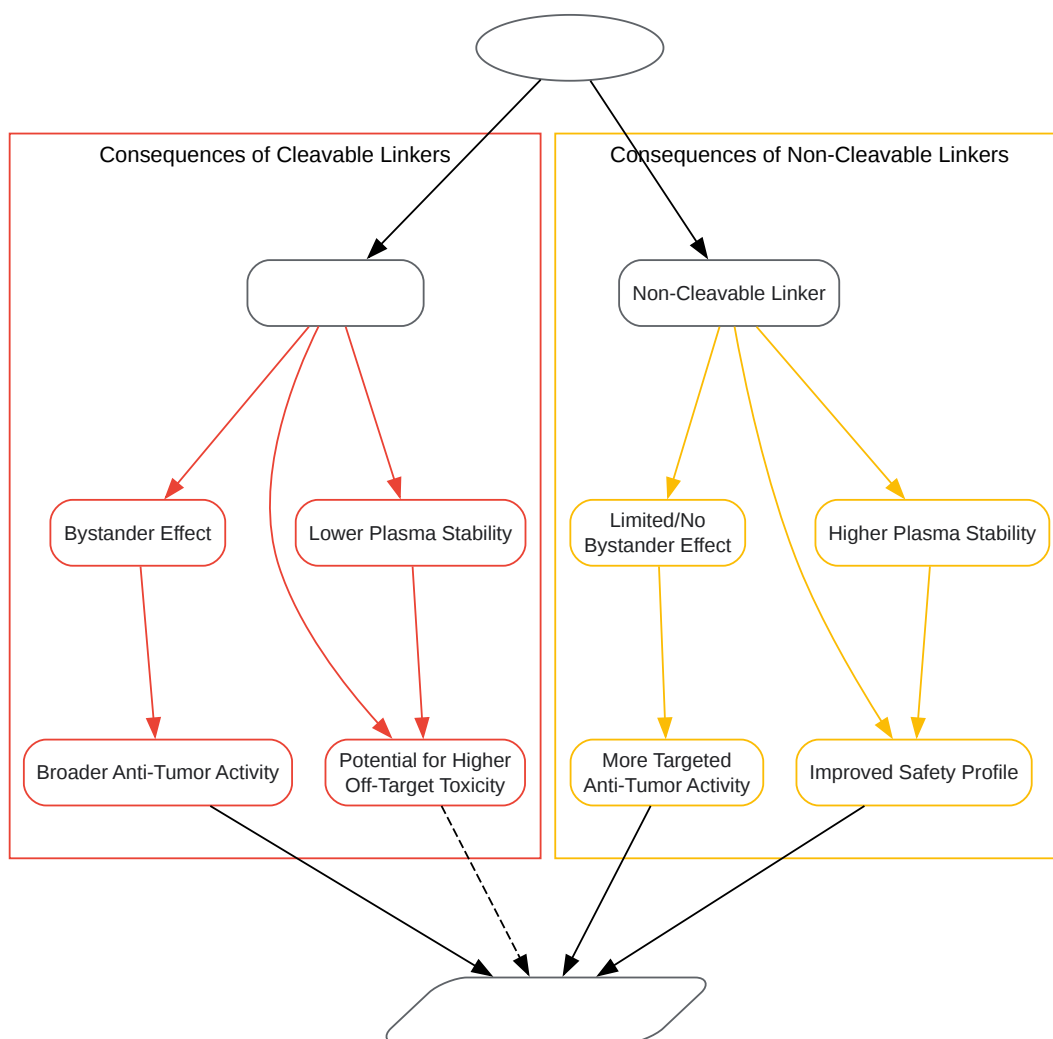 Consequences of Cleavable Linkers
Consequences of Non-Cleavable Linkers
Non-Cleavable Linker
Bystander Effect
Lower Plasma Stability
Limited/No
Bystander Effect
Higher Plasma Stability
Broader Anti-Tumor Activity
Potential for Higher
Off-Target Toxicity
More Targeted
Anti-Tumor Activity
Improved Safety Profile